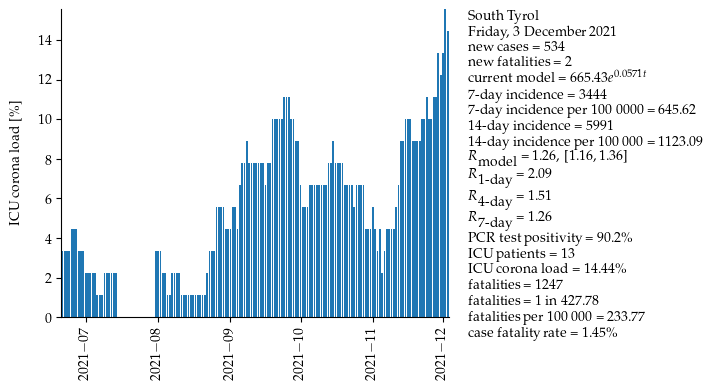 ICU corona load [%]
14
12
10
8
6
4
2
0
2021−07
2021−08
2021−09
2021−10
2021−11
2021−12
South Tyrol
Friday, 3 December 2021
new cases = 534
new fatalities = 2
current model = 665.43e^0.0571t
7-day incidence = 3444
7-day incidence per 100 0000 = 645.62
14-day incidence = 5991
14-day incidence per 100 000 = 1123.09
Rmodel = 1.26, [1.16, 1.36]
R1-day = 2.09
R4-day = 1.51
R7-day = 1.26
PCR test positivity = 90.2%
ICU patients = 13
ICU corona load = 14.44%
fatalities = 1247
fatalities = 1 in 427.78
fatalities per 100 000 = 233.77
case fatality rate = 1.45%